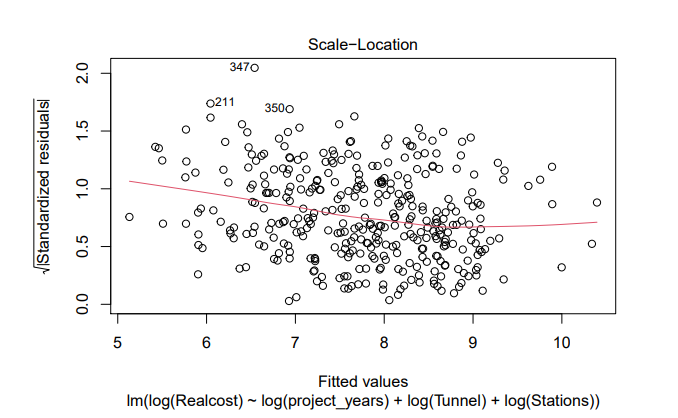 Scale−Location
√|Standardized residuals|
2.0
1.5
1.0
0.5
0.0
347
211
350
5 6 7 8 9 10
Fitted values
lm(log(Realcost) ~ log(project_years) + log(Tunnel) + log(Stations))